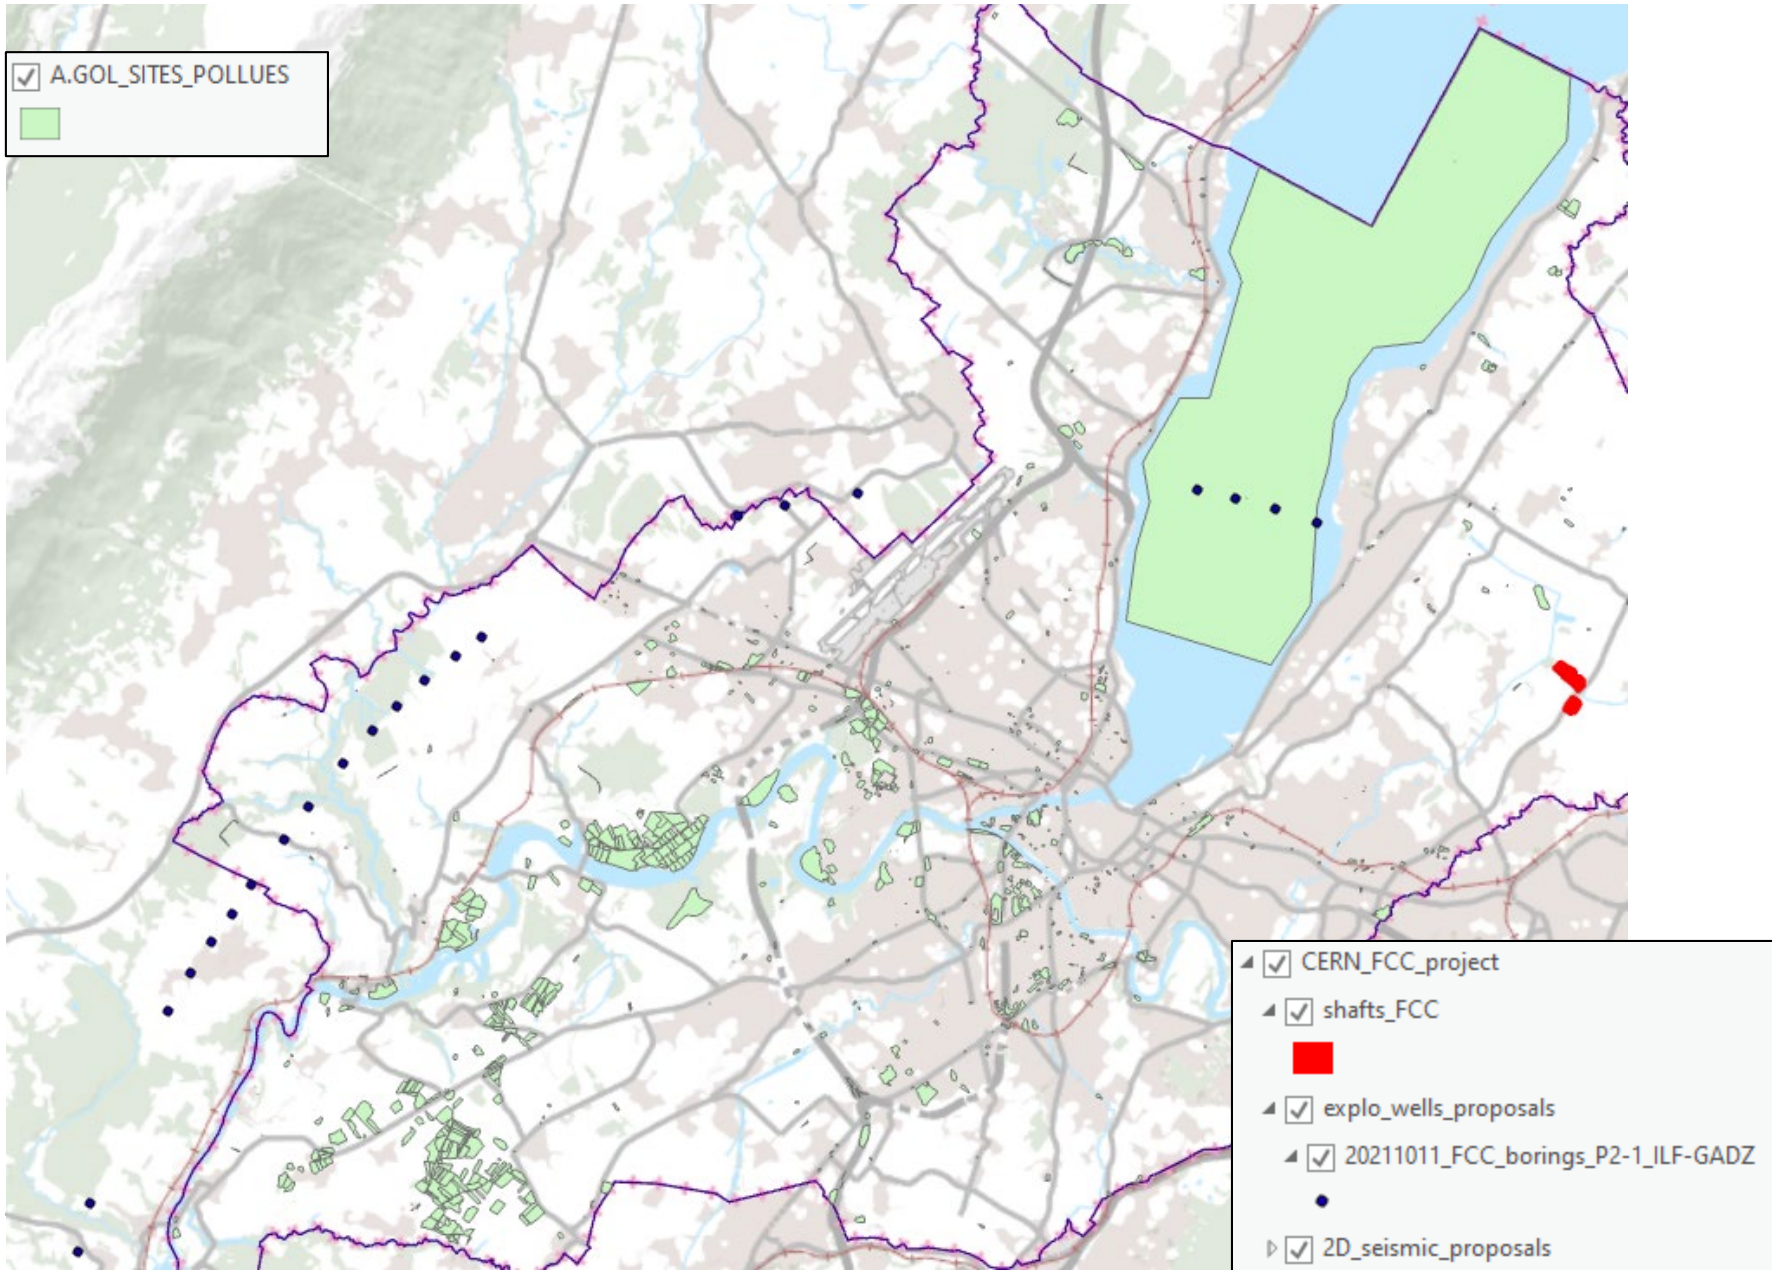 A.GOL_SITES_POLLUES
CERN_FCC_project
shafts_FCC
explo_wells_proposals
20211011_FCC_borings_P2-1_ILF-GADZ
2D_seismic_proposals